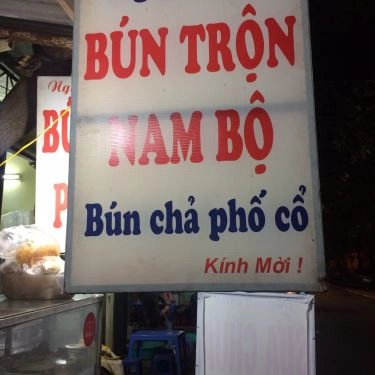 BÚN TRỘN
NAM BỘ
Bún chả phố cổ
Kính Mời !